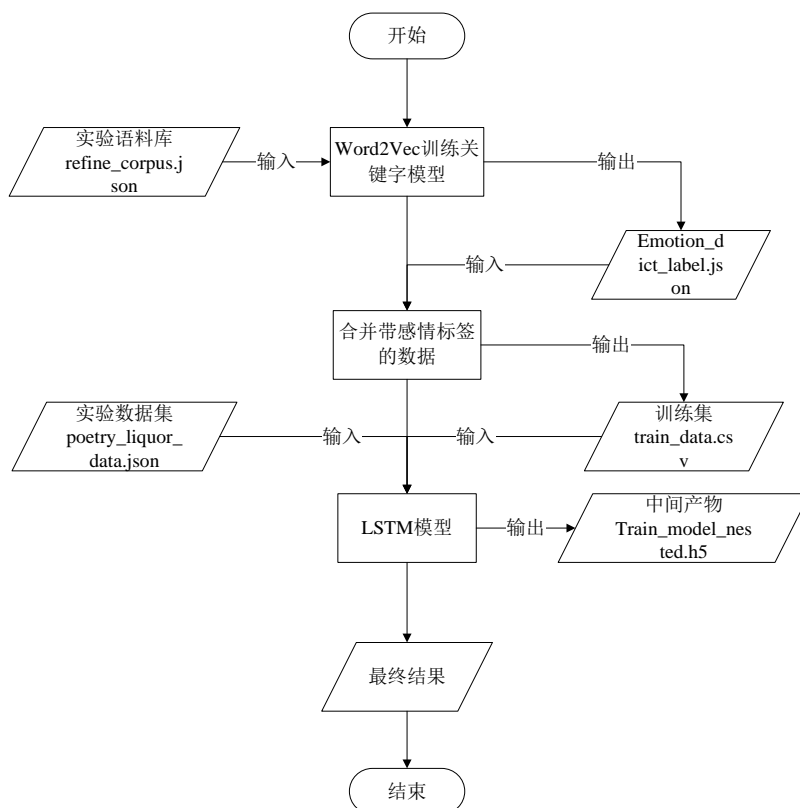 开始
实验语料库
refine_corpus.j
son
输入
Word2Vec训练关
键字模型
输出
Emotion_d
ict_label.js
on
输入
合并带感情标签
的数据
输出
实验数据集
poetry_liquor_
data.json
输入
输入
训练集
train_data.cs
v
LSTM模型
输出
中间产物
Train_model_nes
ted.h5
最终结果
结束